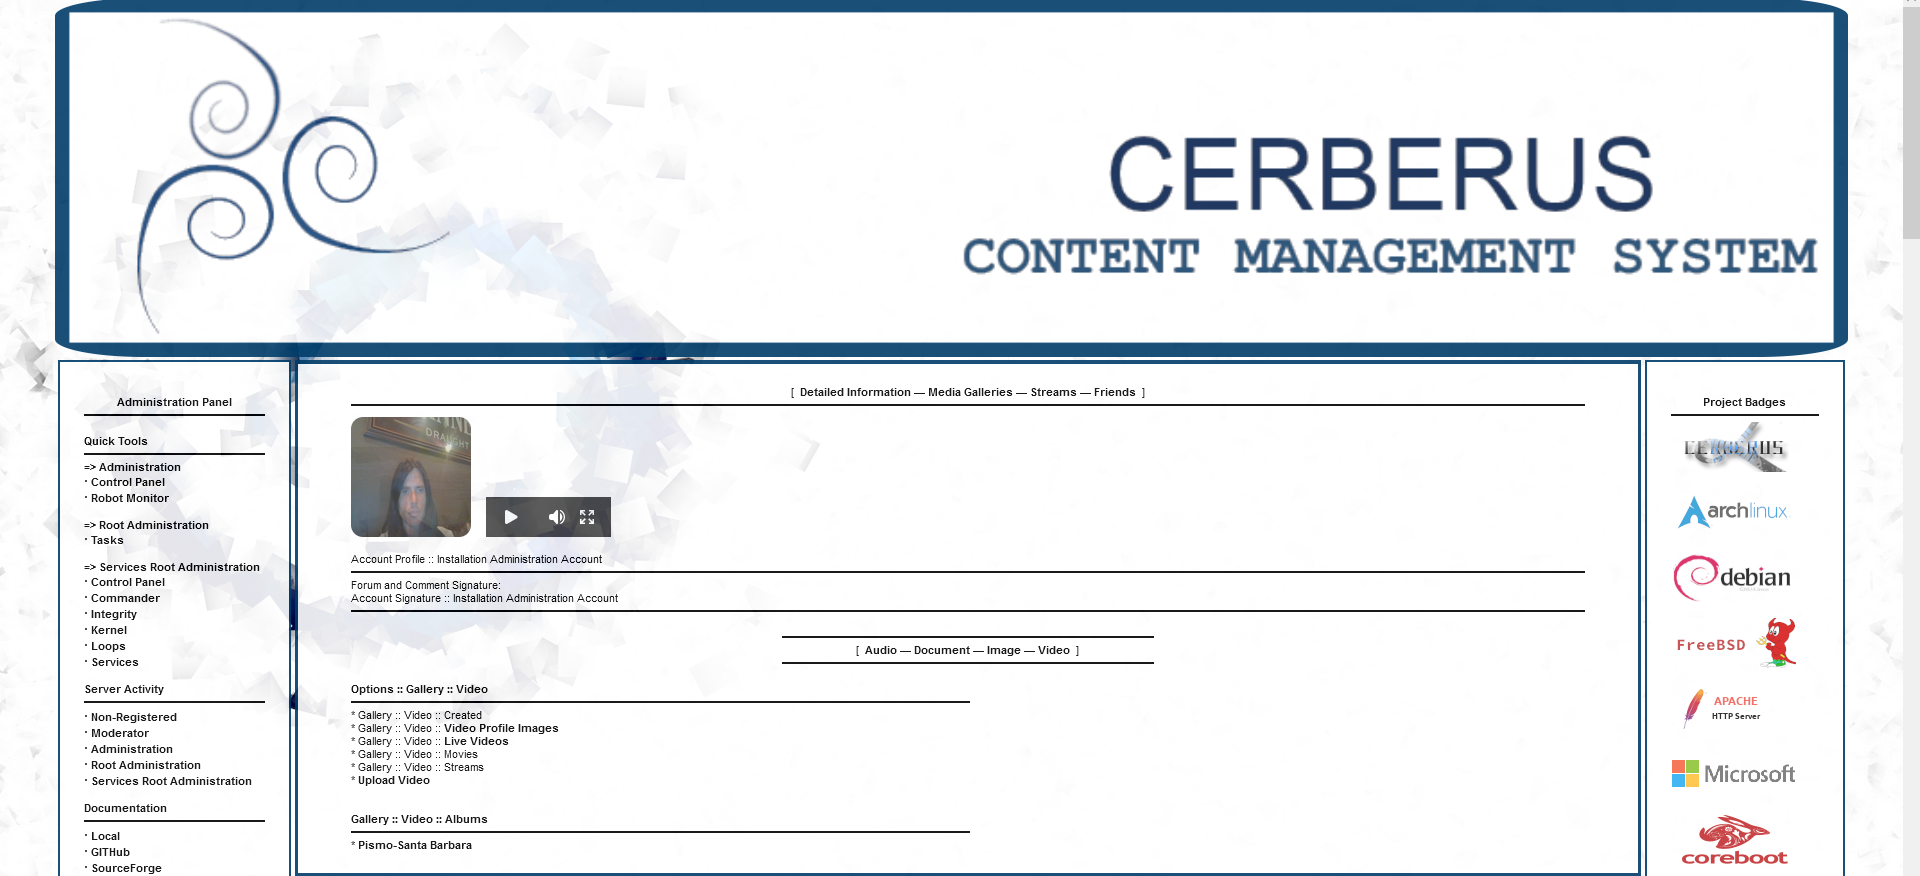 CERBERUS
CONTENT MANAGEMENT SYSTEM
Administration Panel
Quick Tools
=> Administration
· Control Panel
· Robot Monitor
=> Root Administration
· Tasks
=> Services Root Administration
· Control Panel
· Commander
· Integrity
· Kernel
· Loops
· Services
Server Activity
· Non-Registered
· Moderator
· Administration
· Root Administration
· Services Root Administration
Documentation
· Local
· GITHub
· SourceForge
[ Detailed Information — Media Galleries — Streams — Friends ]
DRAUGHT
Account Profile :: Installation Administration Account
Forum and Comment Signature:
Account Signature :: Installation Administration Account
[ Audio — Document — Image — Video ]
Options :: Gallery :: Video
* Gallery :: Video :: Created
* Gallery :: Video :: Video Profile Images
* Gallery :: Video :: Live Videos
* Gallery :: Video :: Movies
* Gallery :: Video :: Streams
* Upload Video
Gallery :: Video :: Albums
* Pismo-Santa Barbara
Project Badges
CERBERUS
archlinux
debian
FreeBSD
APACHE
HTTP Server
Microsoft
coreboot